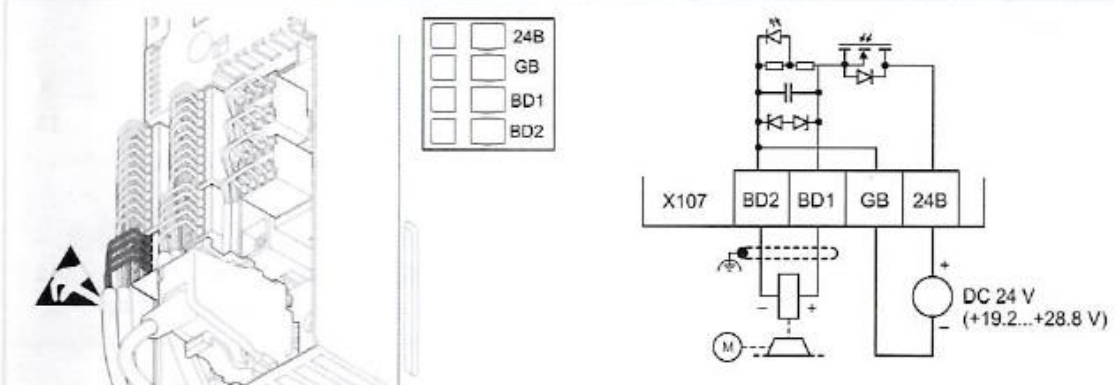 24B
GB
BD1
BD2
X107 BD2 BD1 GB 24B
+
DC 24 V
(+19.2...+28.8 V)
–
– +
M